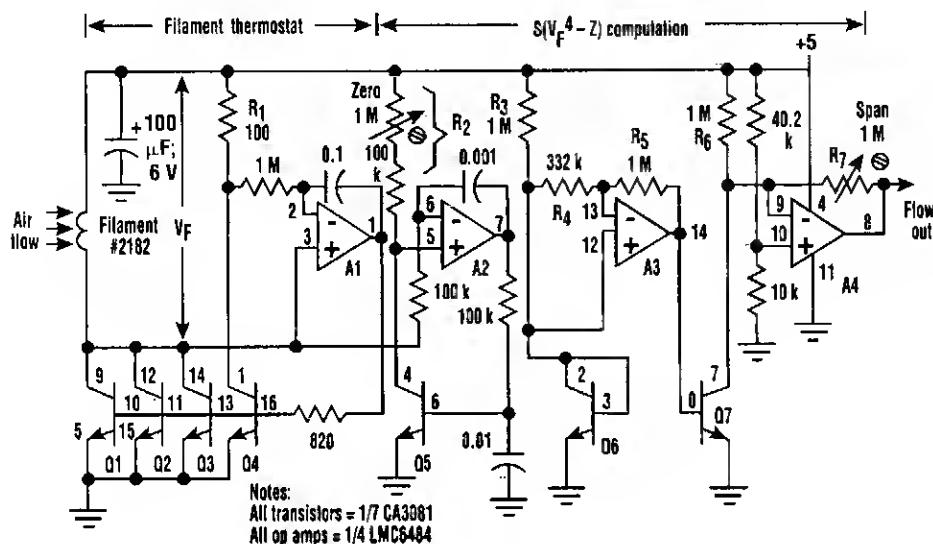 Filament thermostat
S(V_F^4 – Z) computation
+5
Zero
1 M
R1
100
+ 100
µF;
6 V
R2
R3
1 M
1 M
R6
40.2
k
Span
1 M
R7
1 M
0.1
100
k
0.001
332 k
R4
R5
1 M
Air
flow
Filament
#2182
VF
2
3
1
A1
6
5
7
A2
13
12
14
A3
9
10
4
8
11
A4
Flow
out
100 k
100 k
10 k
9
12
14
1
10
11
13
16
5
15
820
4
6
2
3
7
Q1
Q2
Q3
Q4
Q5
0.01
Q6
Q7
Notes:
All transistors = 1/7 CA3081
All op amps = 1/4 LMC6484